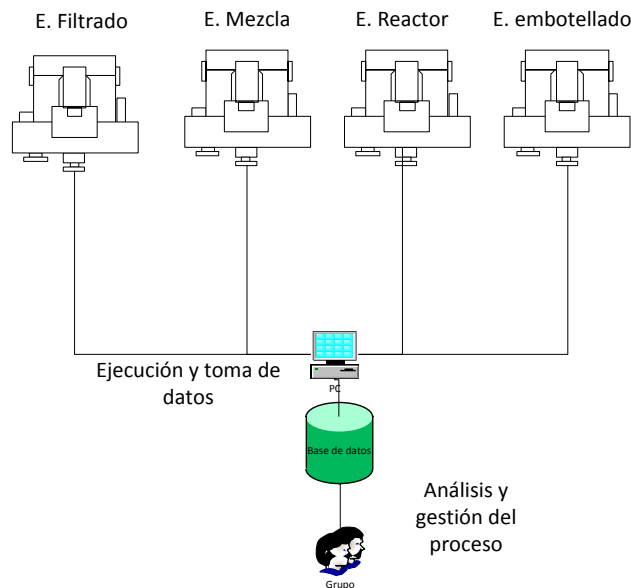 E. Filtrado
E. Mezcla
E. Reactor
E. embotellado
Ejecución y toma de
datos
PC
Base de datos
Análisis y
gestión del
proceso
Grupo